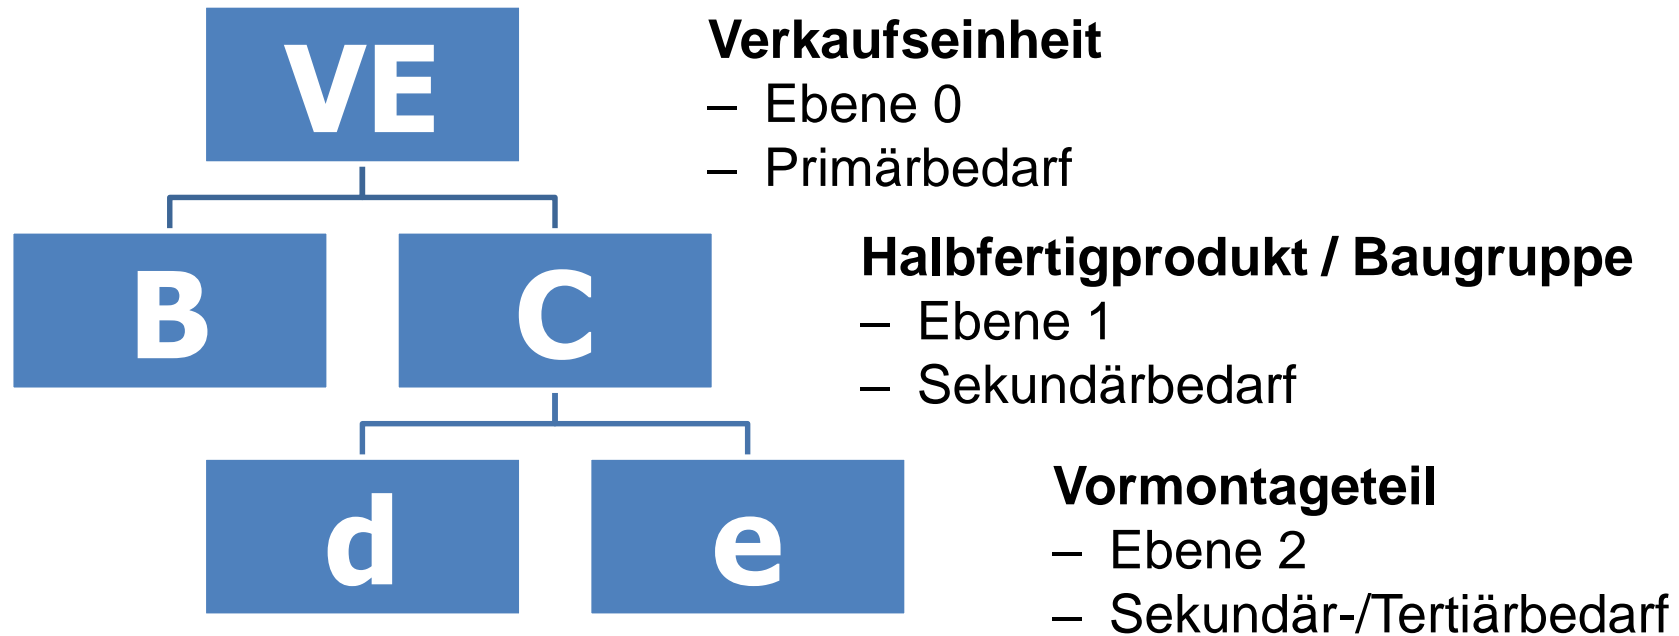 VE
Verkaufseinheit
– Ebene 0
– Primärbedarf
B
C
Halbfertigprodukt / Baugruppe
– Ebene 1
– Sekundärbedarf
d
e
Vormontageteil
– Ebene 2
– Sekundär-/Tertiärbedarf